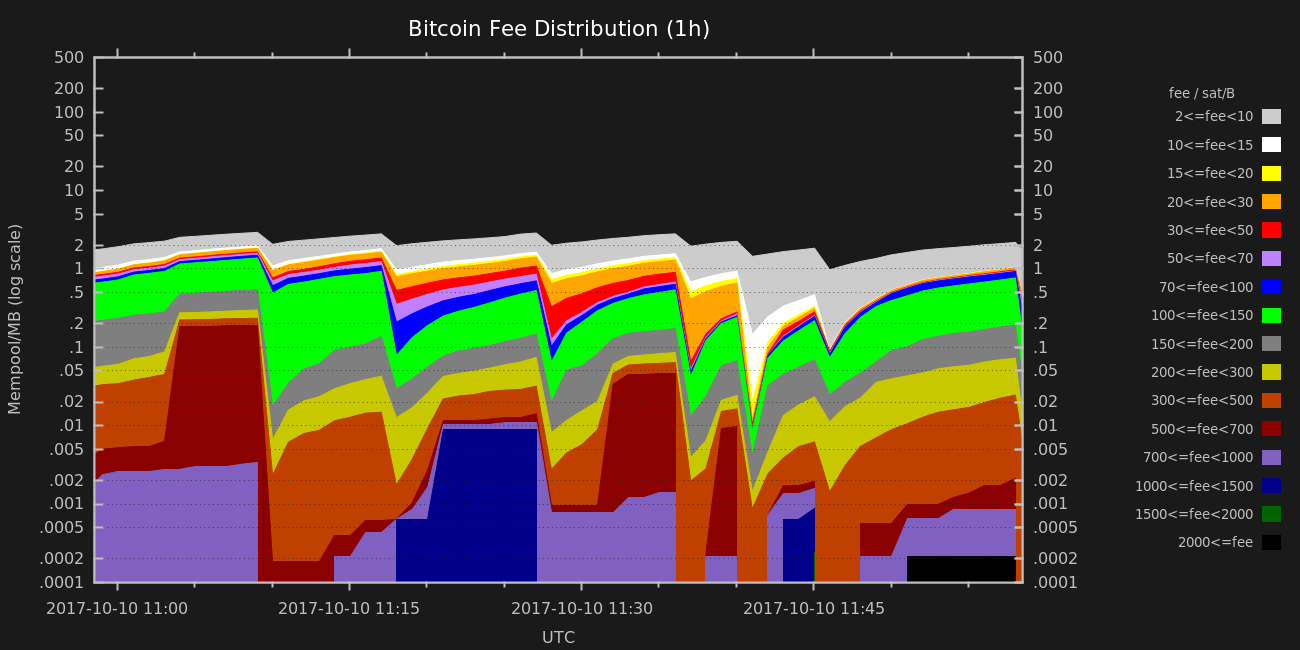 Bitcoin Fee Distribution (1h)
Mempool/MB (log scale)
500
200
100
50
20
10
5
2
1
.5
.2
.1
.05
.02
.01
.005
.002
.001
.0005
.0002
.0001
500
200
100
50
20
10
5
2
1
.5
.2
.1
.05
.02
.01
.005
.002
.001
.0005
.0002
.0001
2017-10-10 11:00
2017-10-10 11:15
2017-10-10 11:30
2017-10-10 11:45
UTC
fee / sat/B
2<=fee<10
10<=fee<15
15<=fee<20
20<=fee<30
30<=fee<50
50<=fee<70
70<=fee<100
100<=fee<150
150<=fee<200
200<=fee<300
300<=fee<500
500<=fee<700
700<=fee<1000
1000<=fee<1500
1500<=fee<2000
2000<=fee